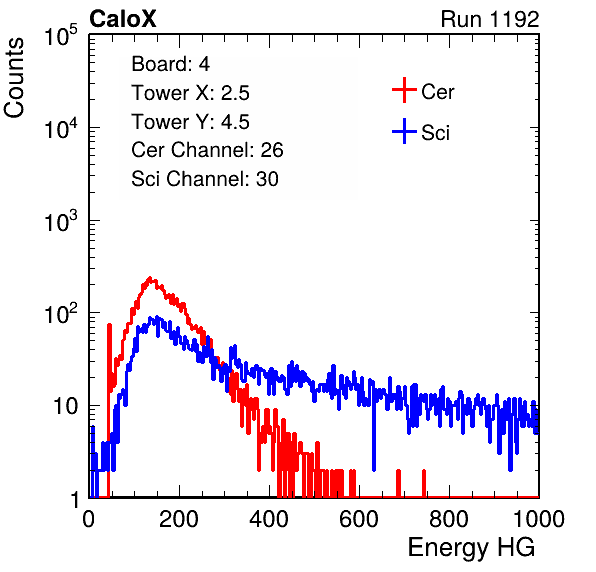 CaloX Run 1192
Counts
10^5
10^4
10^3
10^2
10
1
Board: 4
Tower X: 2.5
Tower Y: 4.5
Cer Channel: 26
Sci Channel: 30
Cer
Sci
0 200 400 600 800 1000
Energy HG